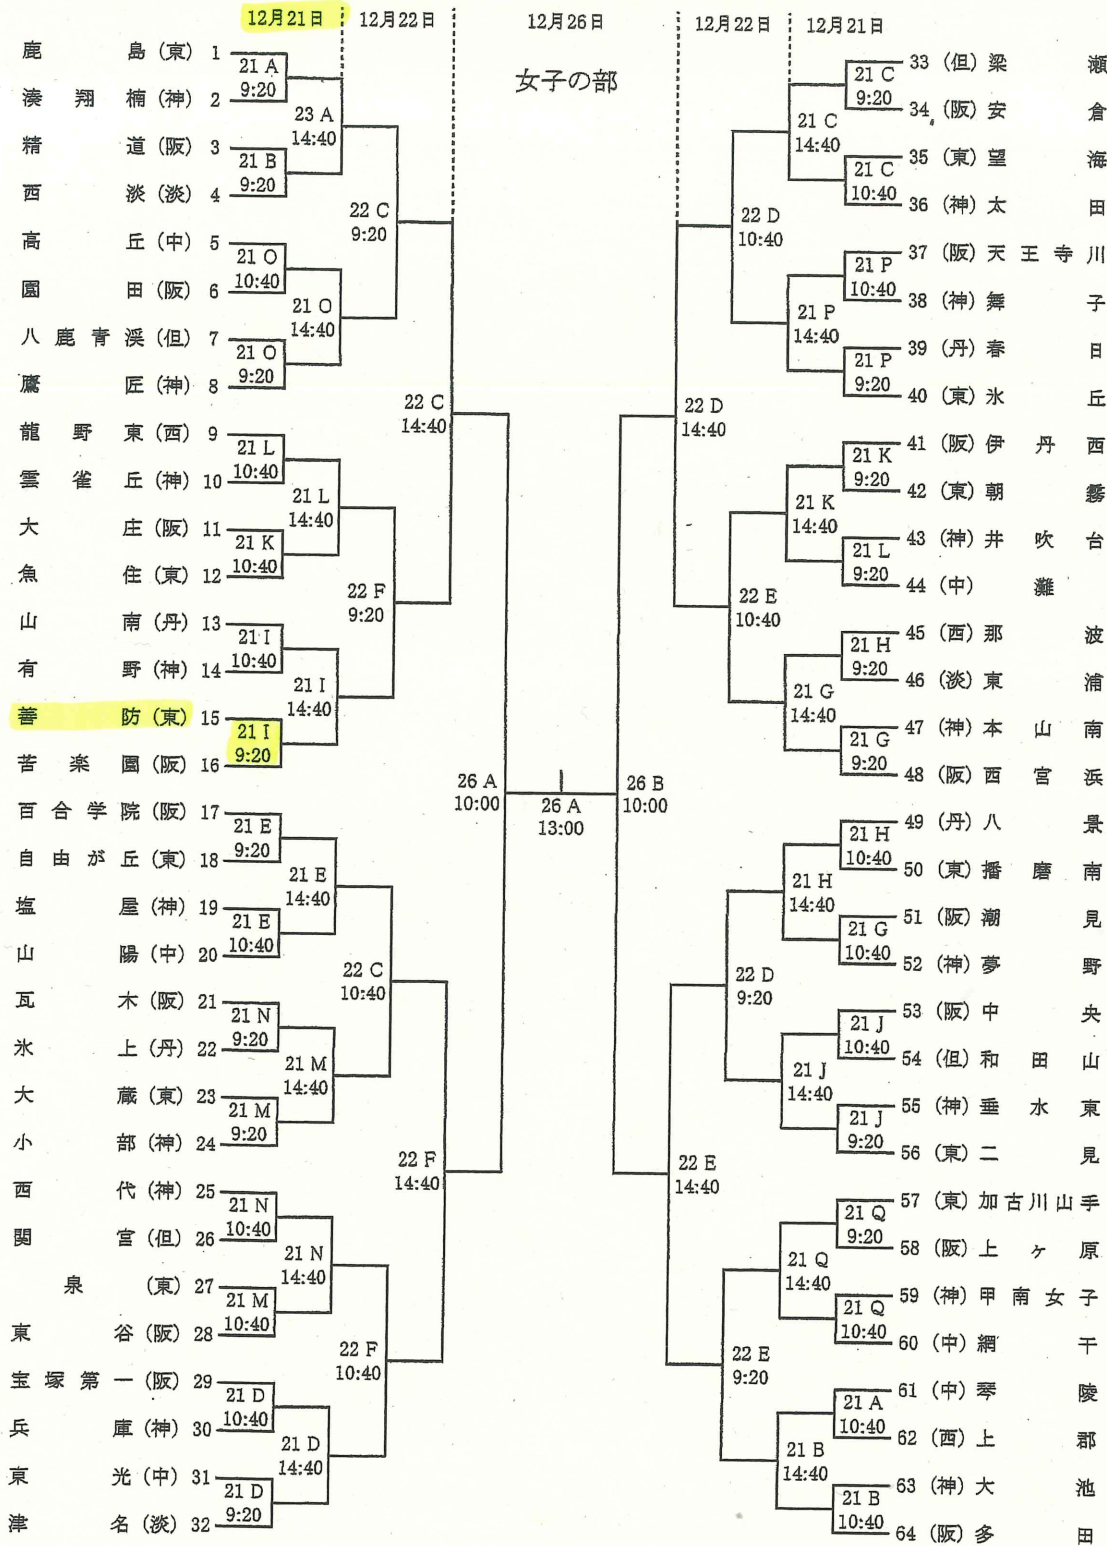 12月21日 12月22日 12月26日 12月22日 12月21日
女子の部
鹿島(東) 1
21 A
9:20
湊翔楠(神) 2
23 A
14:40
精道(阪) 3
21 B
9:20
西淡(淡) 4
22 C
9:20
高丘(中) 5
21 O
10:40
園田(阪) 6
21 O
14:40
八鹿青渓(但) 7
21 O
9:20
鷹匠(神) 8
22 C
14:40
龍野東(西) 9
21 L
10:40
雲雀丘(神) 10
21 L
14:40
大庄(阪) 11
21 K
10:40
魚住(東) 12
22 F
9:20
山南(丹) 13
21 I
10:40
有野(神) 14
21 I
14:40
善防(東) 15
21 I
9:20
苦楽園(阪) 16
26 A
10:00
百合学院(阪) 17
21 E
9:20
自由が丘(東) 18
21 E
14:40
塩屋(神) 19
21 E
10:40
山陽(中) 20
22 C
10:40
瓦木(阪) 21
21 N
9:20
氷上(丹) 22
21 M
14:40
大蔵(東) 23
21 M
9:20
小部(神) 24
22 F
14:40
西代(神) 25
21 N
10:40
関宮(但) 26
21 N
14:40
泉(東) 27
21 M
10:40
東谷(阪) 28
22 F
10:40
宝塚第一(阪) 29
21 D
10:40
兵庫(神) 30
21 D
14:40
東光(中) 31
21 D
9:20
津名(淡) 32
26 A
13:00
33 (但)梁瀬
21 C
9:20
34 (阪)安倉
21 C
14:40
35 (東)望海
21 C
10:40
36 (神)太田
22 D
10:40
37 (阪)天王寺川
21 P
10:40
38 (神)舞子
21 P
14:40
39 (丹)春日
21 P
9:20
40 (東)氷丘
22 D
14:40
41 (阪)伊丹西
21 K
9:20
42 (東)朝霧
21 K
14:40
43 (神)井吹台
21 L
9:20
44 (中)灘
22 E
10:40
45 (西)那波
21 H
9:20
46 (淡)東浦
21 G
14:40
47 (神)本山南
21 G
9:20
48 (阪)西宮浜
26 B
10:00
49 (丹)八景
21 H
10:40
50 (東)播磨南
21 H
14:40
51 (阪)潮見
21 G
10:40
52 (神)夢野
22 D
9:20
53 (阪)中央
21 J
10:40
54 (但)和田山
21 J
14:40
55 (神)垂水東
21 J
9:20
56 (東)二見
22 E
14:40
57 (東)加古川山手
21 Q
9:20
58 (阪)上ヶ原
21 Q
14:40
59 (神)甲南女子
21 Q
10:40
60 (中)網干
22 E
9:20
61 (中)琴陵
21 A
10:40
62 (西)上郡
21 B
14:40
63 (神)大池
21 B
10:40
64 (阪)多田